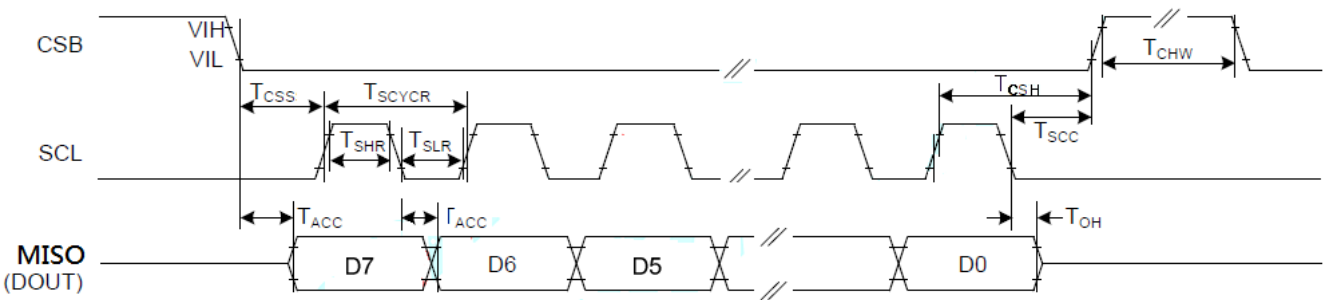 CSB
VIH
VIL
TCHW
TCSS
TSCYCR
TCSH
SCL
TSHR
TSLR
TSCC
TACC
TACC
TOH
MISO
(DOUT)
D7
D6
D5
D0